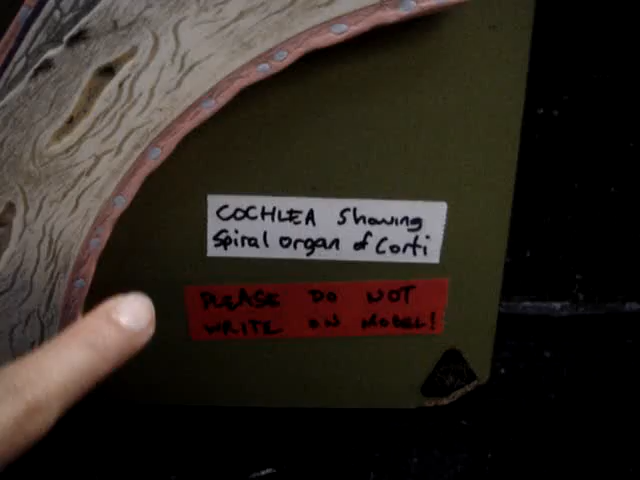 COCHLEA Showing
Spiral organ of Corti
PLEASE DO NOT
WRITE ON MODEL!